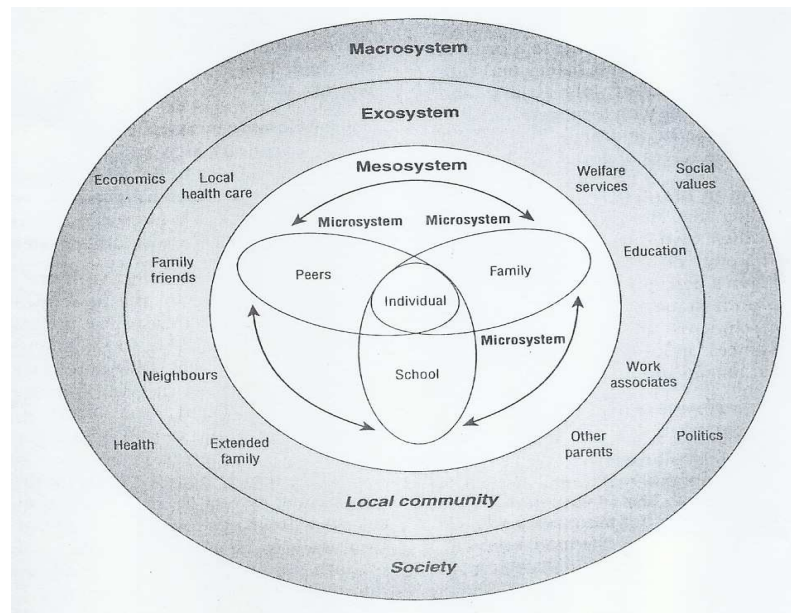 Macrosystem
Exosystem
Mesosystem
Economics
Local
health care
Welfare
services
Social
values
Microsystem
Microsystem
Family
friends
Peers
Family
Education
Individual
Microsystem
Neighbours
School
Work
associates
Health
Extended
family
Other
parents
Politics
Local community
Society